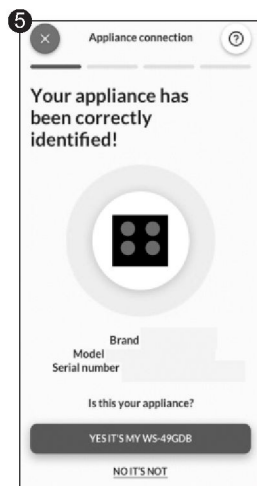 5
Appliance connection
?
Your appliance has
been correctly
identified!
Brand
Model
Serial number
Is this your appliance?
YES IT'S MY WS-49GDB
NO IT'S NOT